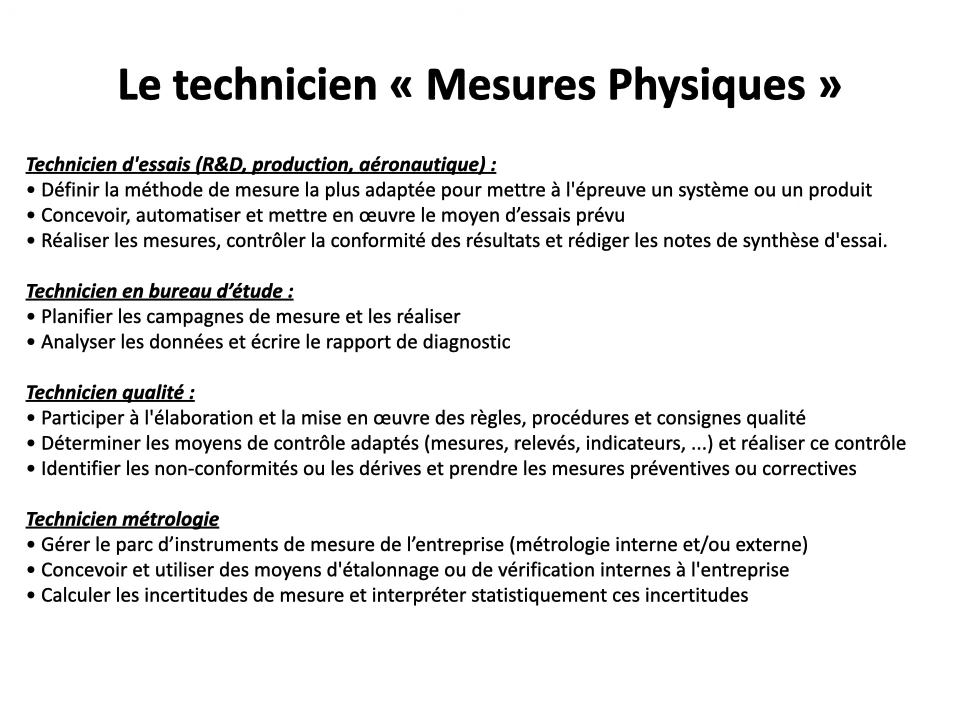 Le technicien « Mesures Physiques »
Technicien d'essais (R&D, production, aéronautique) :
• Définir la méthode de mesure la plus adaptée pour mettre à l'épreuve un système ou un produit
• Concevoir, automatiser et mettre en œuvre le moyen d’essais prévu
• Réaliser les mesures, contrôler la conformité des résultats et rédiger les notes de synthèse d'essai.
Technicien en bureau d’étude :
• Planifier les campagnes de mesure et les réaliser
• Analyser les données et écrire le rapport de diagnostic
Technicien qualité :
• Participer à l'élaboration et la mise en œuvre des règles, procédures et consignes qualité
• Déterminer les moyens de contrôle adaptés (mesures, relevés, indicateurs, ...) et réaliser ce contrôle
• Identifier les non-conformités ou les dérives et prendre les mesures préventives ou correctives
Technicien métrologie
• Gérer le parc d’instruments de mesure de l’entreprise (métrologie interne et/ou externe)
• Concevoir et utiliser des moyens d'étalonnage ou de vérification internes à l'entreprise
• Calculer les incertitudes de mesure et interpréter statistiquement ces incertitudes